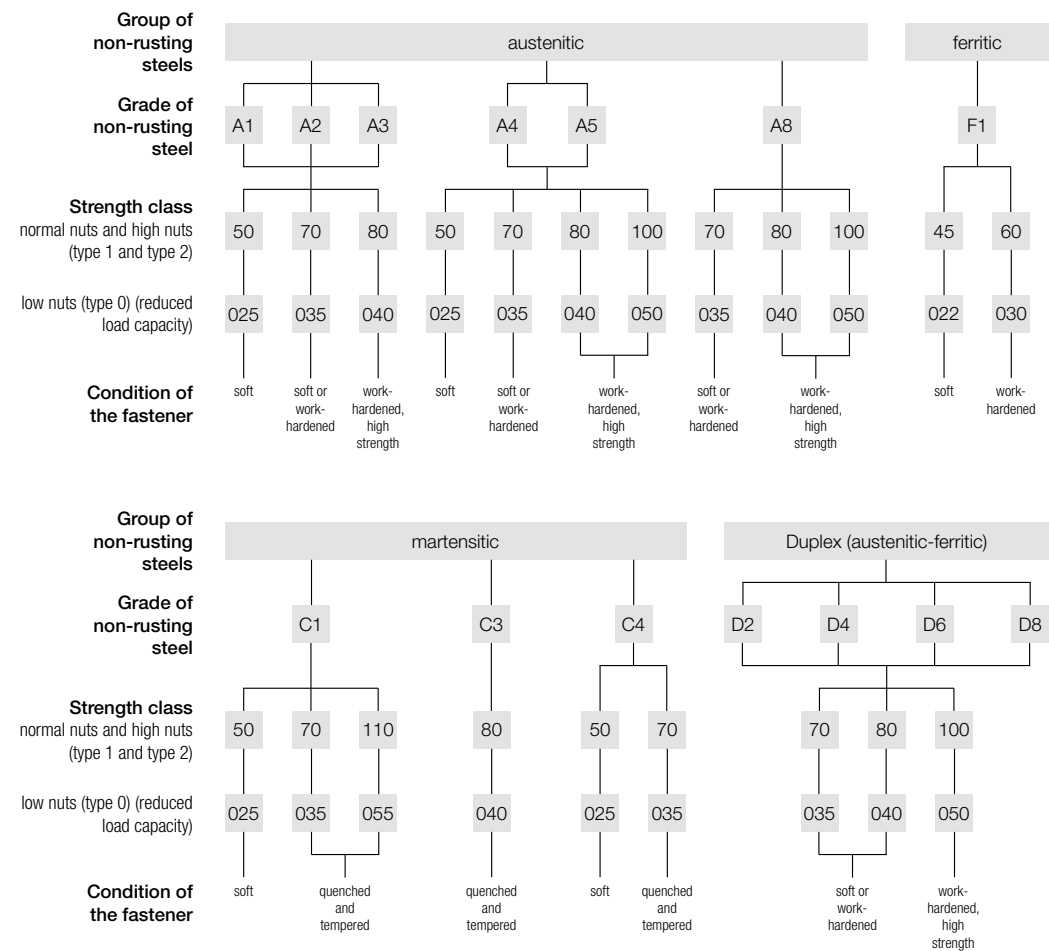 Group of
non-rusting
steels
austenitic
ferritic
Grade of
non-rusting
steel
A1 A2 A3 A4 A5 A8 F1
Strength class
normal nuts and high nuts
(type 1 and type 2)
50 70 80 50 70 80 100 70 80 100 45 60
low nuts (type 0) (reduced
load capacity)
025 035 040 025 035 040 050 035 040 050 022 030
Condition of
the fastener
soft
soft or
work-
hardened
work-
hardened,
high
strength
soft
soft or
work-
hardened
work-
hardened,
high
strength
soft or
work-
hardened
work-
hardened,
high
strength
soft
work-
hardened
Group of
non-rusting
steels
martensitic
Duplex (austenitic-ferritic)
Grade of
non-rusting
steel
C1 C3 C4 D2 D4 D6 D8
Strength class
normal nuts and high nuts
(type 1 and type 2)
50 70 110 80 50 70 70 80 100
low nuts (type 0) (reduced
load capacity)
025 035 055 040 025 035 035 040 050
Condition of
the fastener
soft
quenched
and
tempered
quenched
and
tempered
soft
quenched
and
tempered
soft or
work-
hardened
work-
hardened,
high
strength